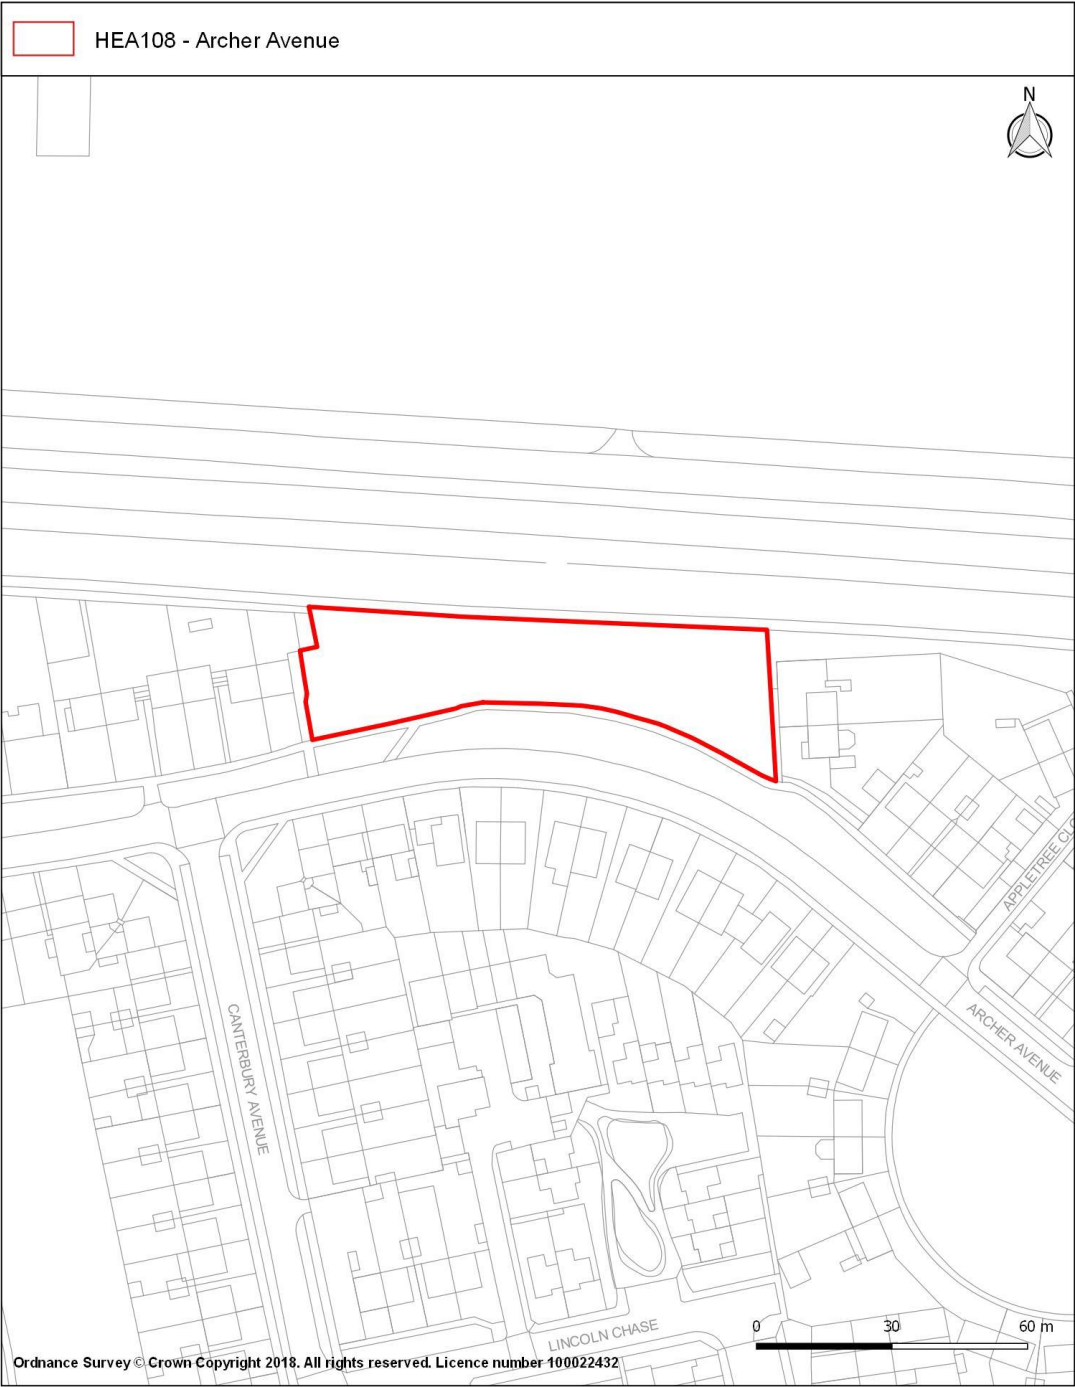 HEA108 - Archer Avenue
N
APPLETREE CLO
ARCHER AVENUE
CANTERBURY AVENUE
LINCOLN CHASE
0 30 60 m
Ordnance Survey © Crown Copyright 2018. All rights reserved. Licence number 100022432